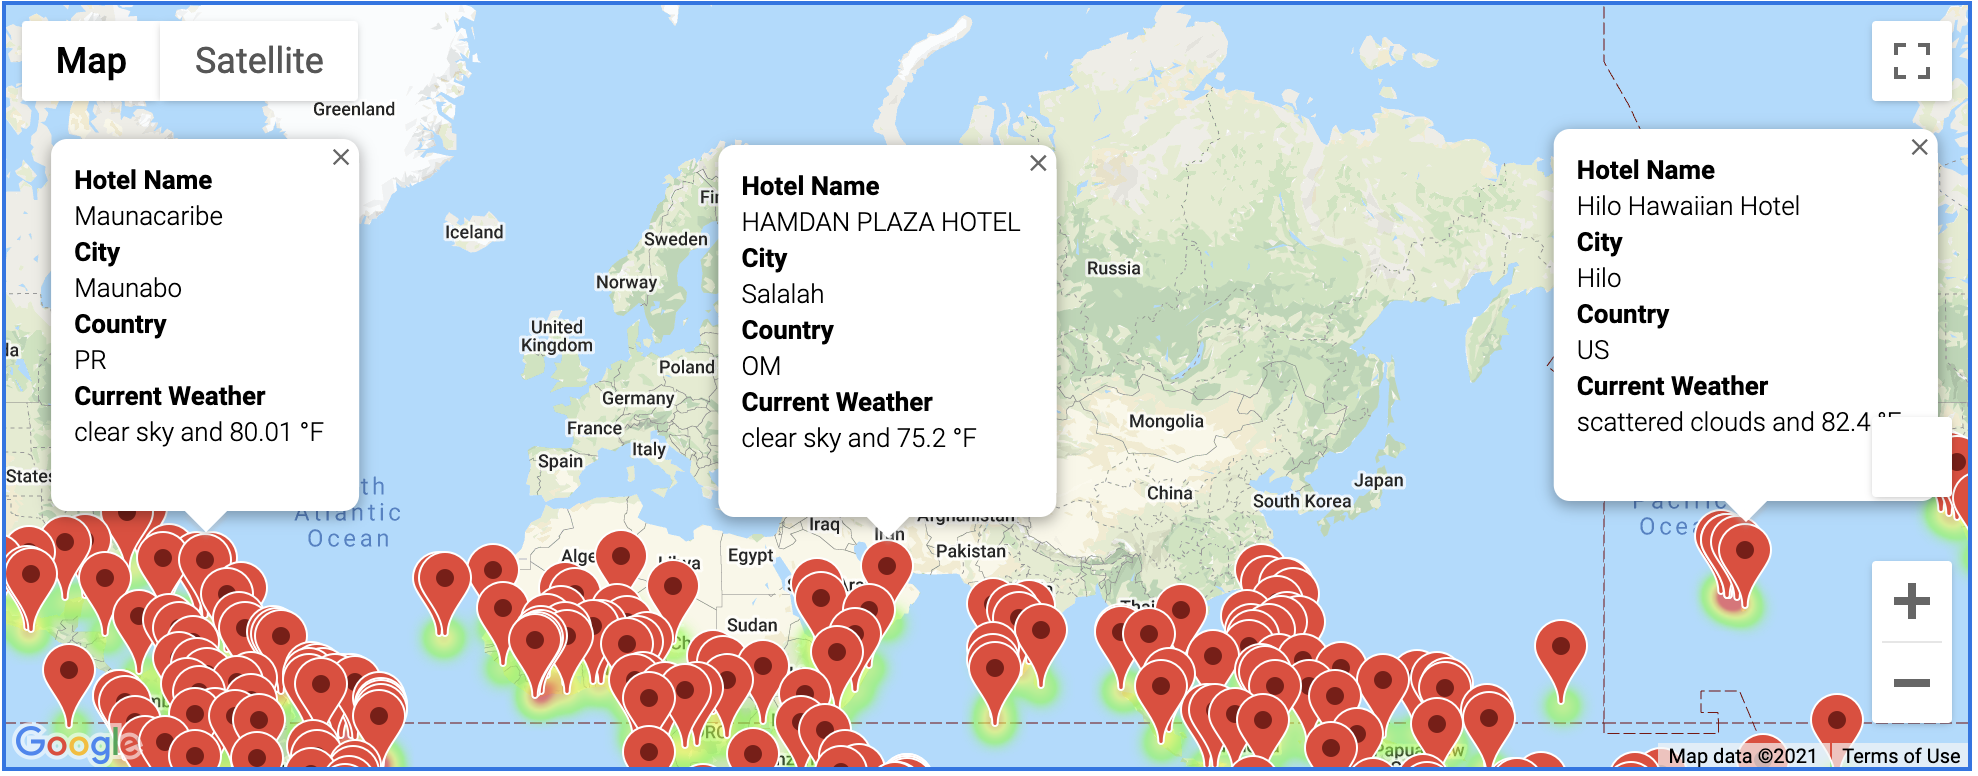 Map
Satellite
Greenland
Hotel Name
Maunacaribe
City
Maunabo
Country
PR
Current Weather
clear sky and 80.01 °F
Hotel Name
HAMDAN PLAZA HOTEL
City
Salalah
Country
OM
Current Weather
clear sky and 75.2 °F
Hotel Name
Hilo Hawaiian Hotel
City
Hilo
Country
US
Current Weather
scattered clouds and 82.4 °F
Iceland
Sweden
Norway
Russia
United
Kingdom
Poland
Germany
France
Italy
Spain
Mongolia
China
Japan
South Korea
States
Atlantic
Ocean
Pacific
Iraq
Iran
Afghanistan
Pakistan
Egypt
Sudan
Google
Map data ©2021
Terms of Use